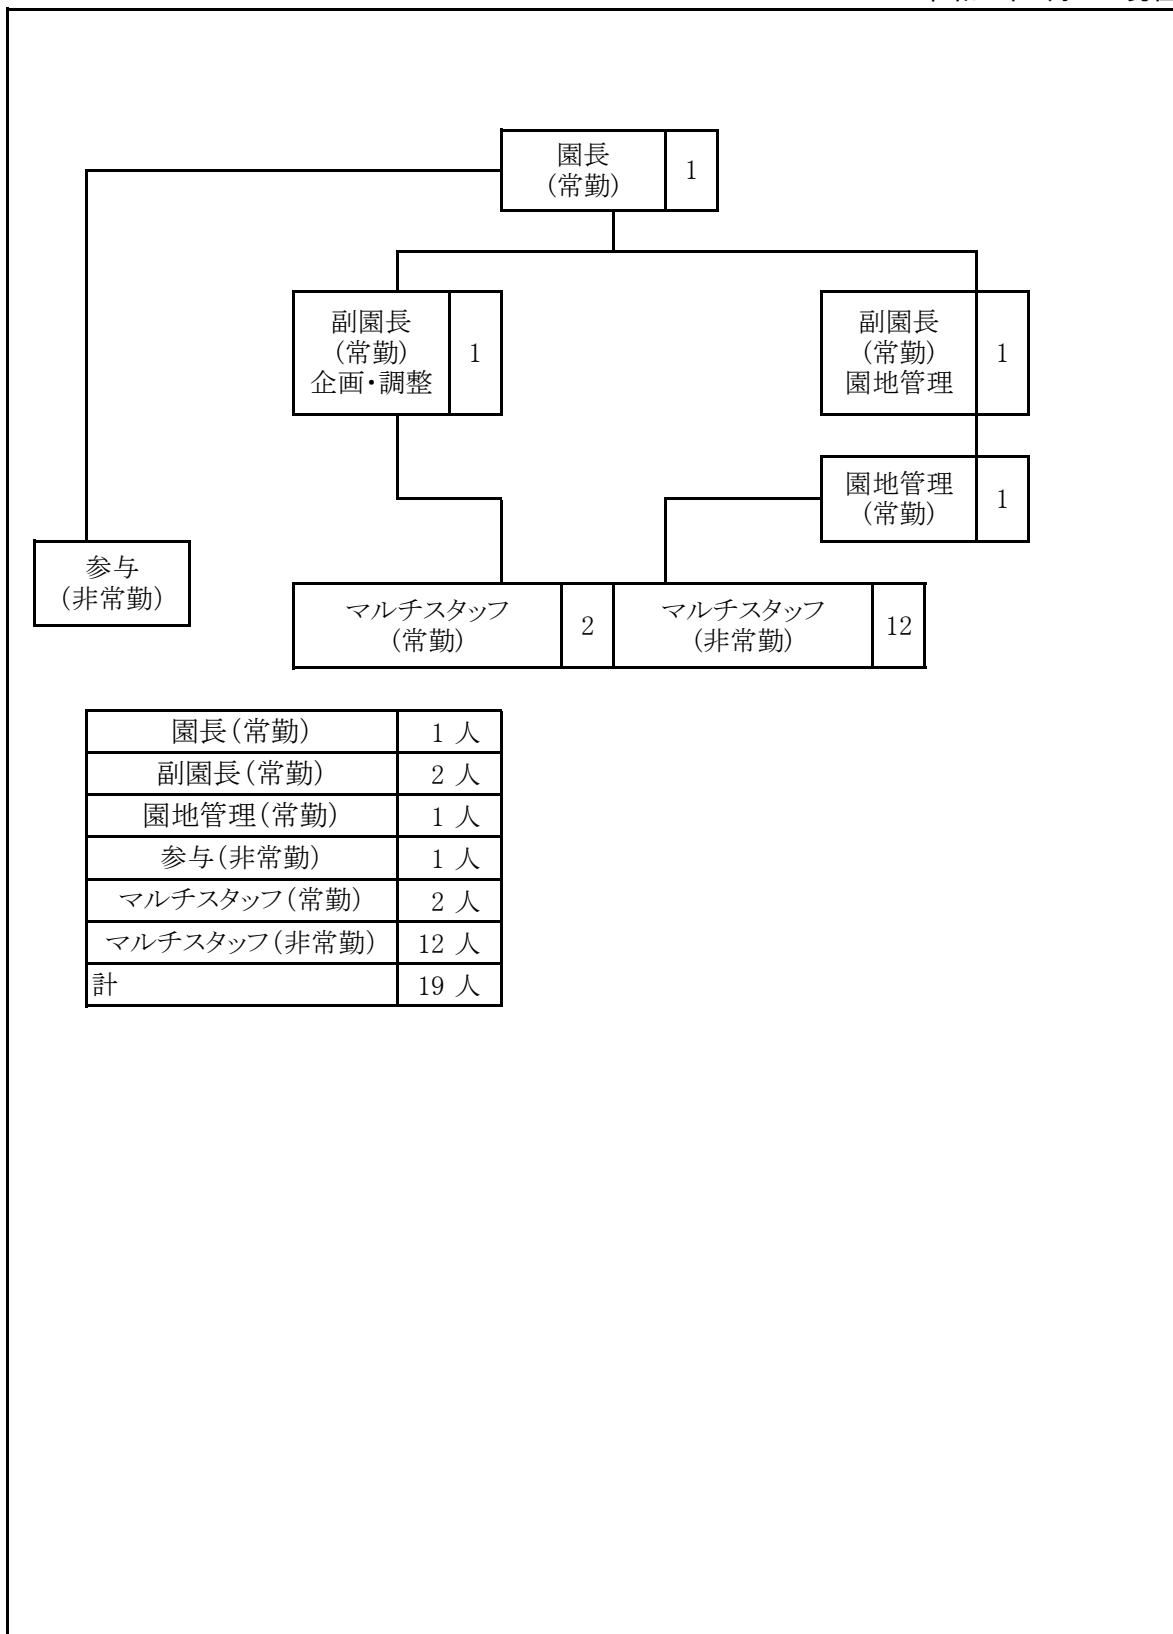 園長
(常勤)
1
副園長
(常勤)
企画・調整
1
副園長
(常勤)
園地管理
1
園地管理
(常勤)
1
参与
(非常勤)
マルチスタッフ
(常勤)
2
マルチスタッフ
(非常勤)
12
園長(常勤) 1 人
副園長(常勤) 2 人
園地管理(常勤) 1 人
参与(非常勤) 1 人
マルチスタッフ(常勤) 2 人
マルチスタッフ(非常勤) 12 人
計 19 人